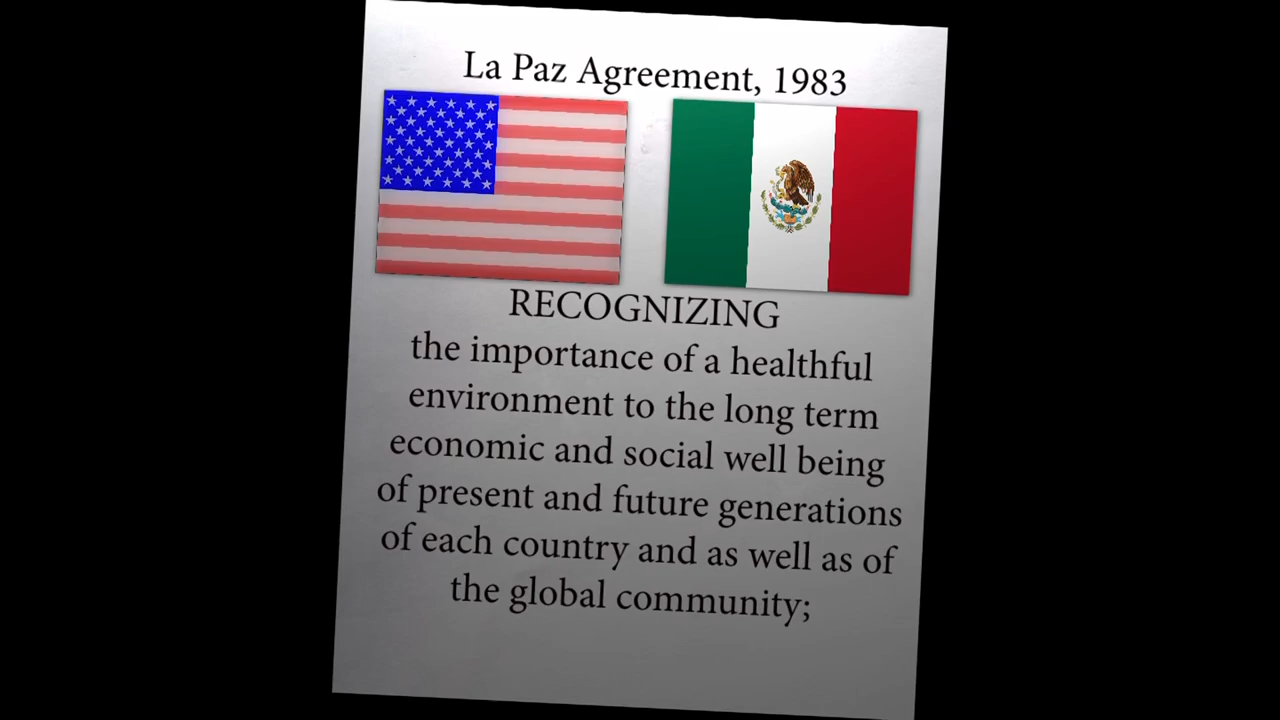 La Paz Agreement, 1983
RECOGNIZING
the importance of a healthful
environment to the long term
economic and social well being
of present and future generations
of each country and as well as of
the global community;